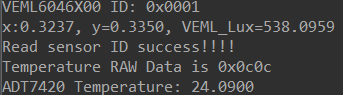 VEML6046X00 ID: 0x0001
x:0.3237, y=0.3350, VEML_Lux=538.0959
Read sensor ID success!!!!
Temperature RAW Data is 0x0c0c
ADT7420 Temperature: 24.0900